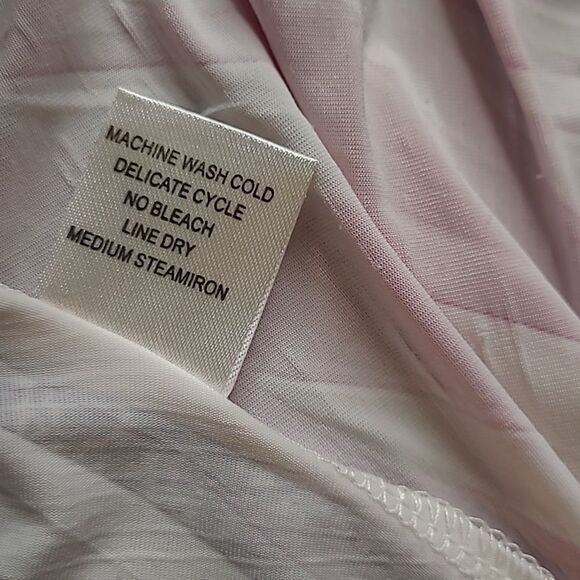 MACHINE WASH COLD
DELICATE CYCLE
NO BLEACH
LINE DRY
MEDIUM STEAMIRON